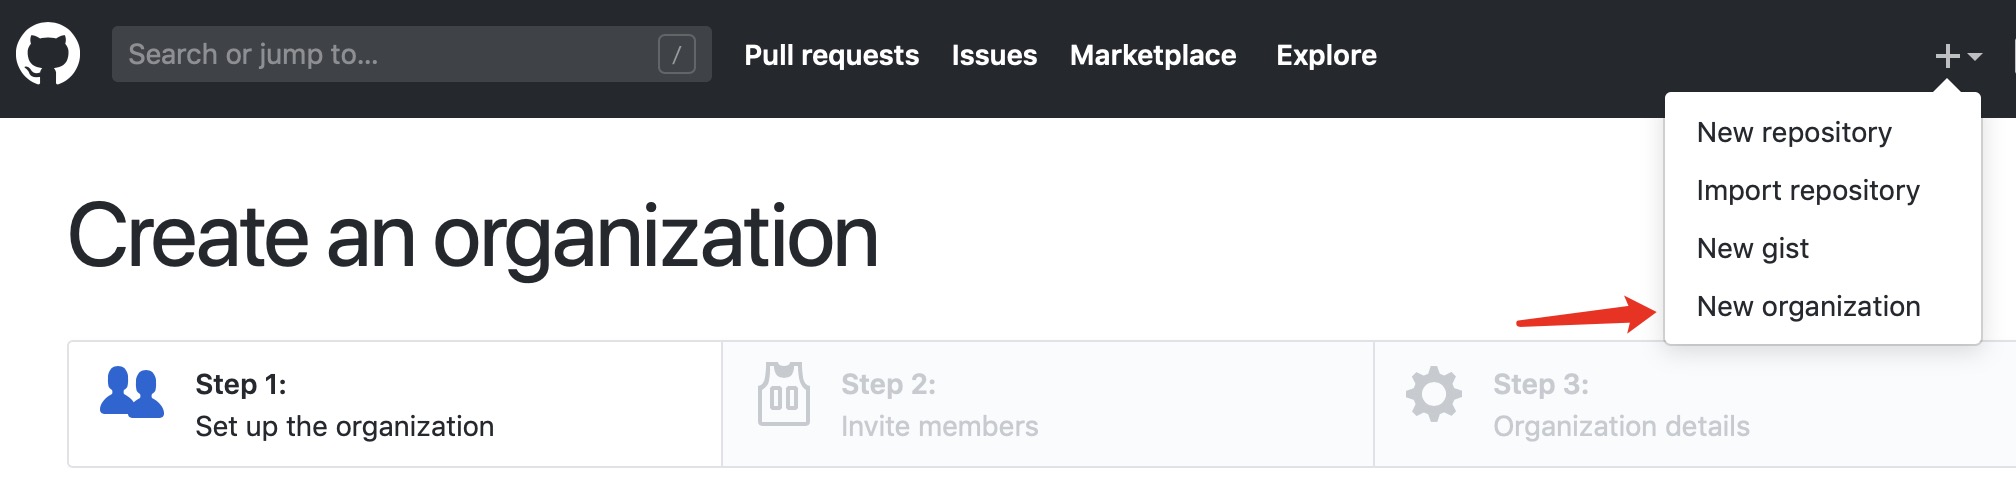 Search or jump to... /
Pull requests Issues Marketplace Explore
New repository
Import repository
New gist
New organization
Create an organization
Step 1:
Set up the organization
Step 2:
Invite members
Step 3:
Organization details